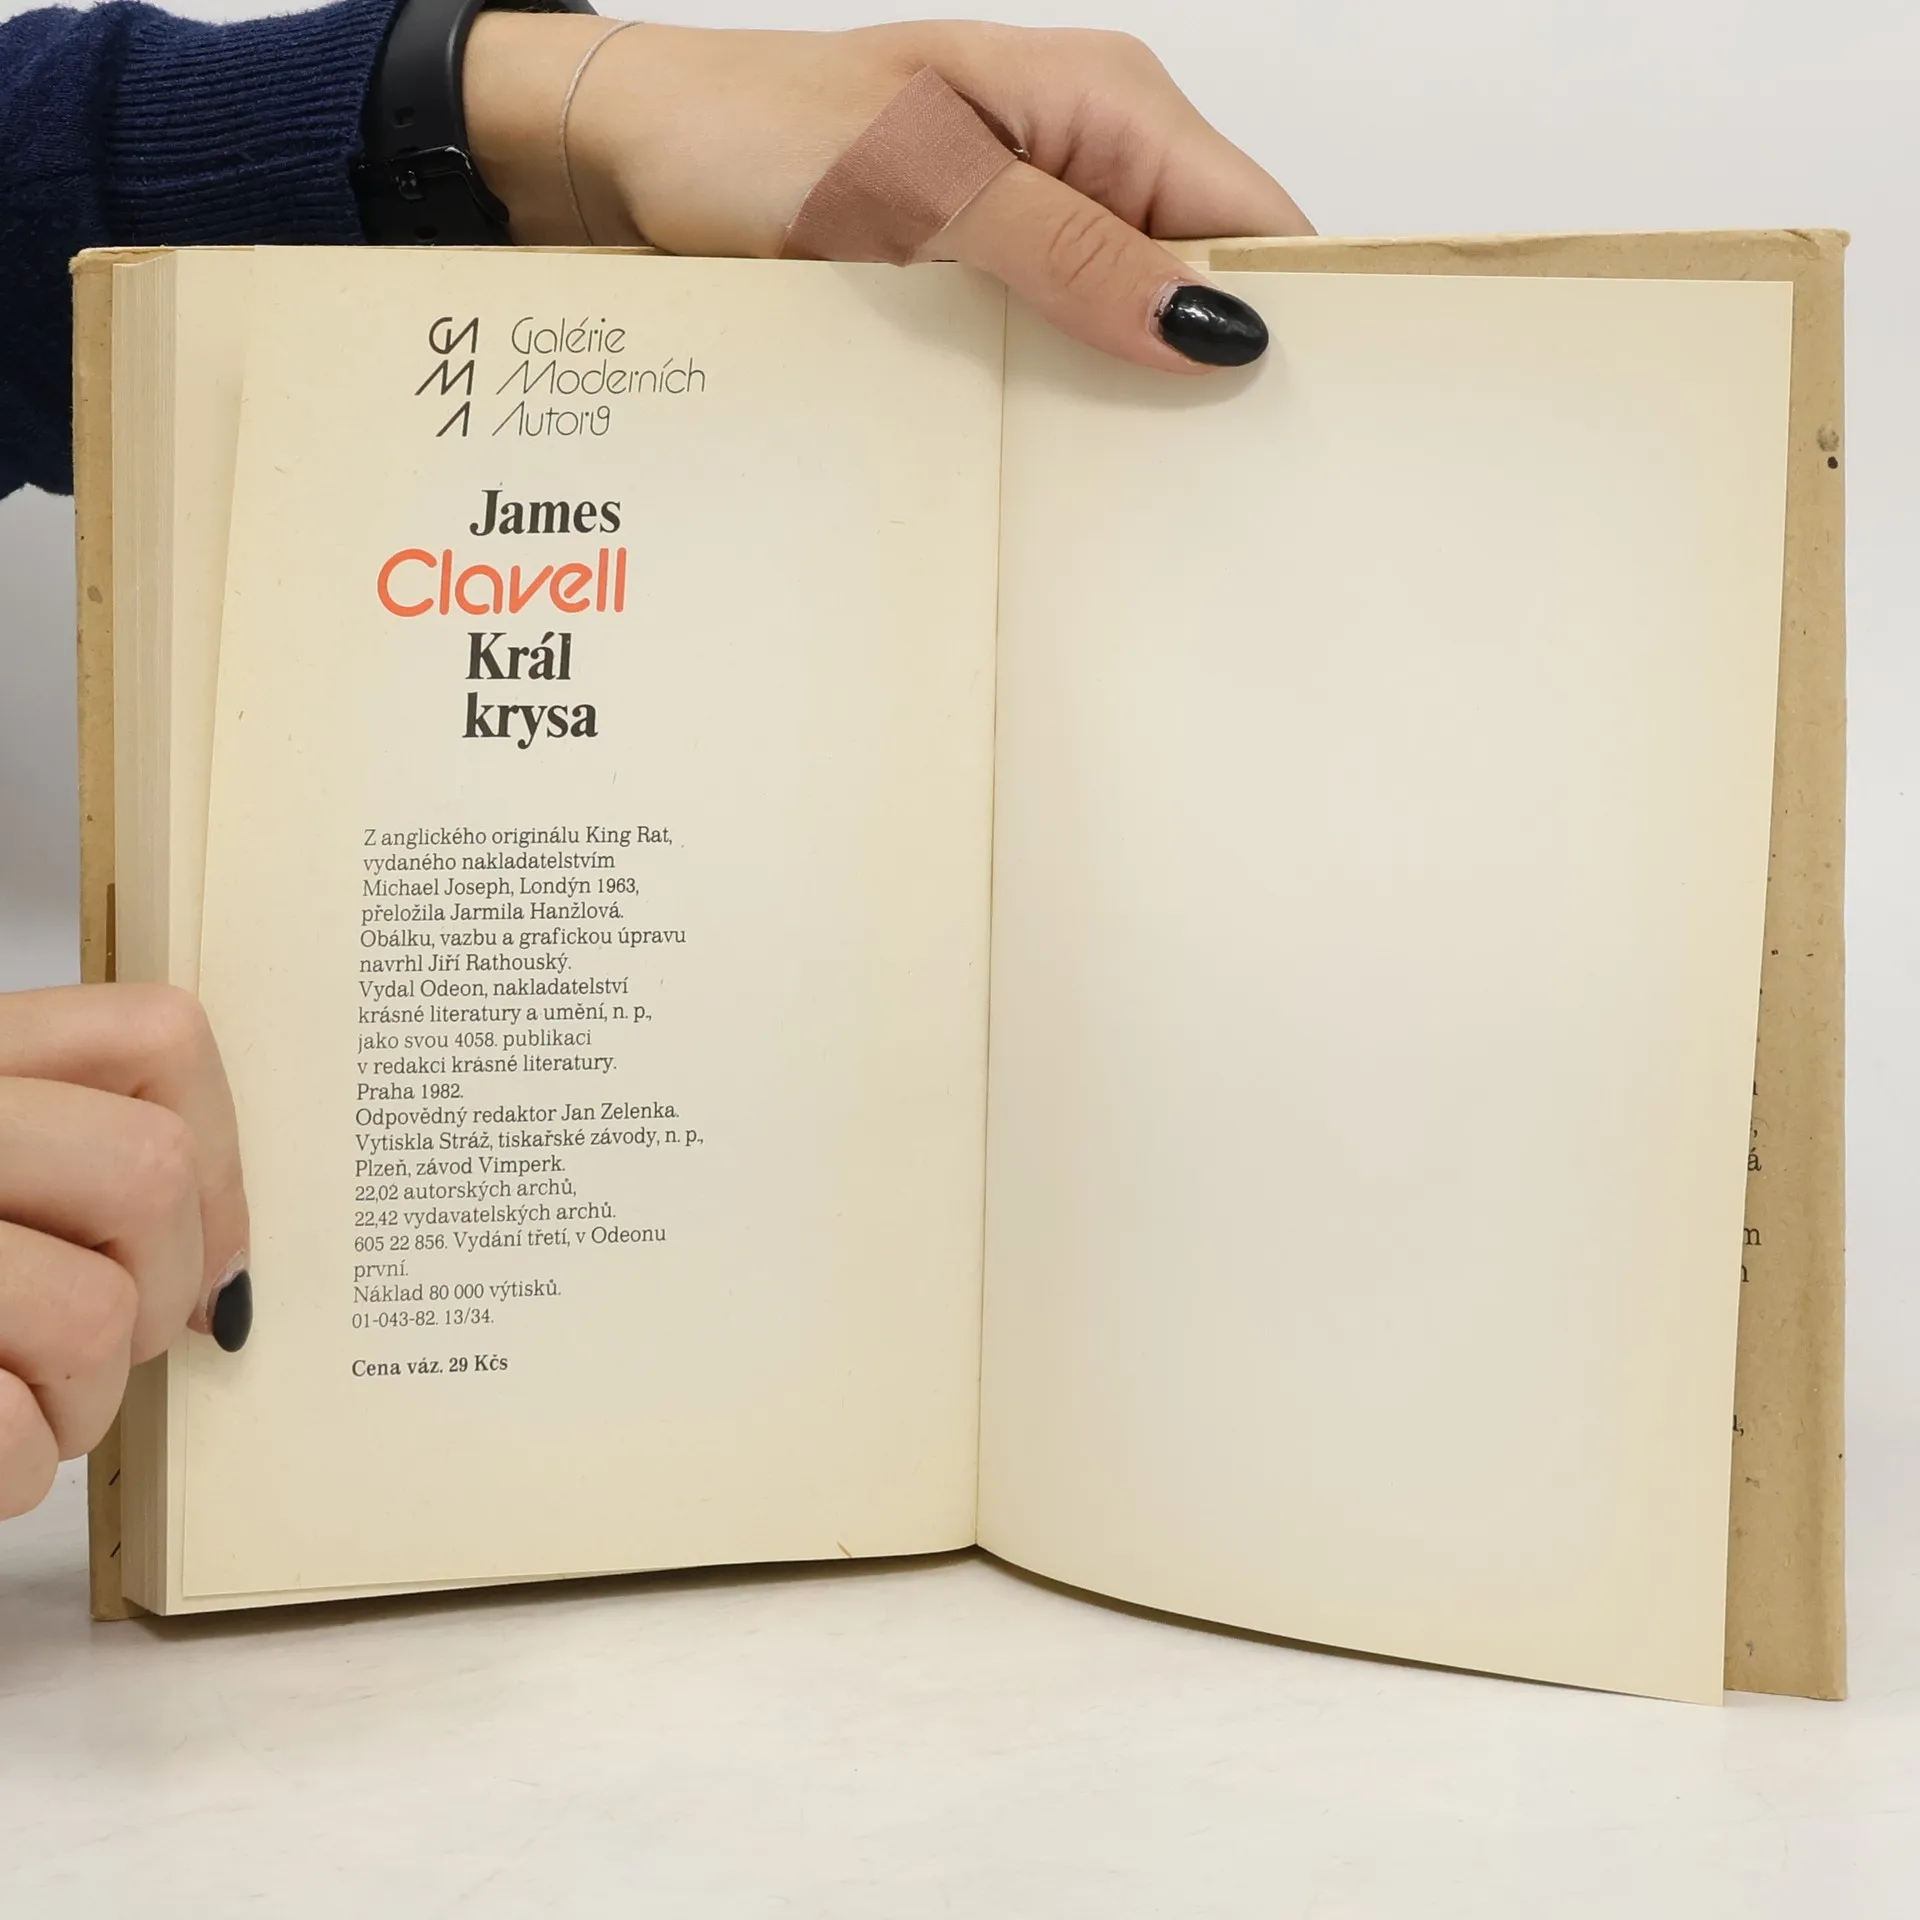 GA Galérie
M Moderních
A Autorů
James
Clavell
Král
krysa
Z anglického originálu King Rat,
vydaného nakladatelstvím
Michael Joseph, Londýn 1963,
přeložila Jarmila Hanžlová.
Obálku, vazbu a grafickou úpravu
navrhl Jiří Rathouský.
Vydal Odeon, nakladatelství
krásné literatury a umění, n. p.,
jako svou 4058. publikaci
v redakci krásné literatury.
Praha 1982.
Odpovědný redaktor Jan Zelenka.
Vytiskla Stráž, tiskařské závody, n. p.,
Plzeň, závod Vimperk.
22,02 autorských archů,
22,42 vydavatelských archů.
605 22 856. Vydání třetí, v Odeonu
první.
Náklad 80 000 výtisků.
01-043-82. 13/34.
Cena váz. 29 Kčs